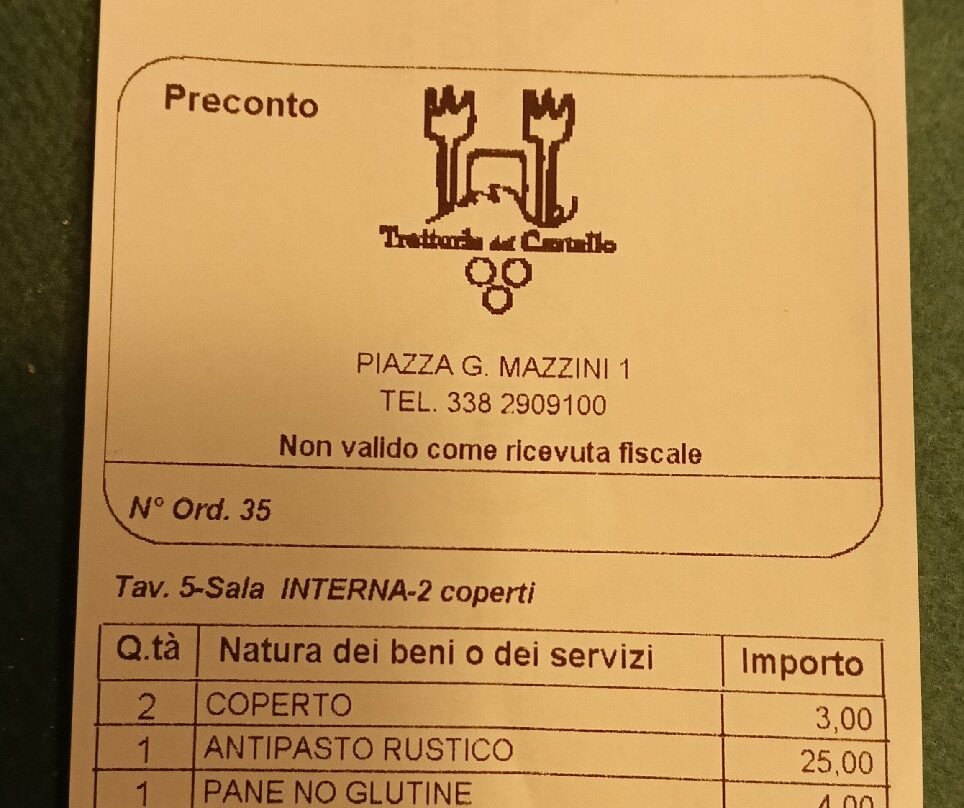 Preconto
Trattoria del Castello
PIAZZA G. MAZZINI 1
TEL. 338 2909100
Non valido come ricevuta fiscale
N° Ord. 35
Tav. 5-Sala INTERNA-2 coperti
Q.tà Natura dei beni o dei servizi Importo
2 COPERTO 3,00
1 ANTIPASTO RUSTICO 25,00
1 PANE NO GLUTINE 4,00